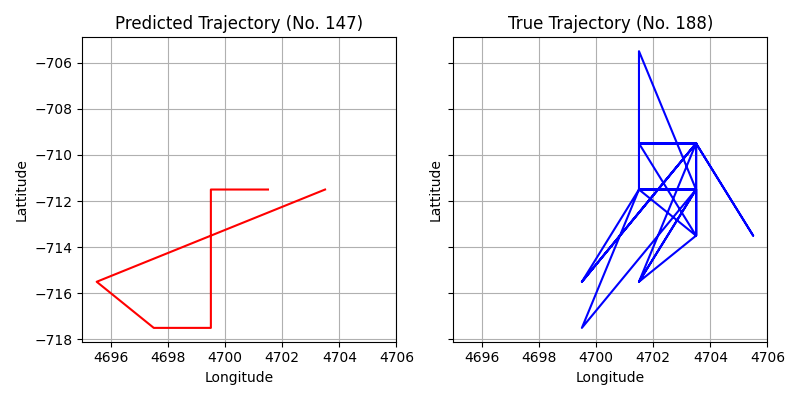 Predicted Trajectory (No. 147)
True Trajectory (No. 188)
Lattitude
−706
−708
−710
−712
−714
−716
−718
4696 4698 4700 4702 4704 4706
Longitude
Lattitude
4696 4698 4700 4702 4704 4706
Longitude